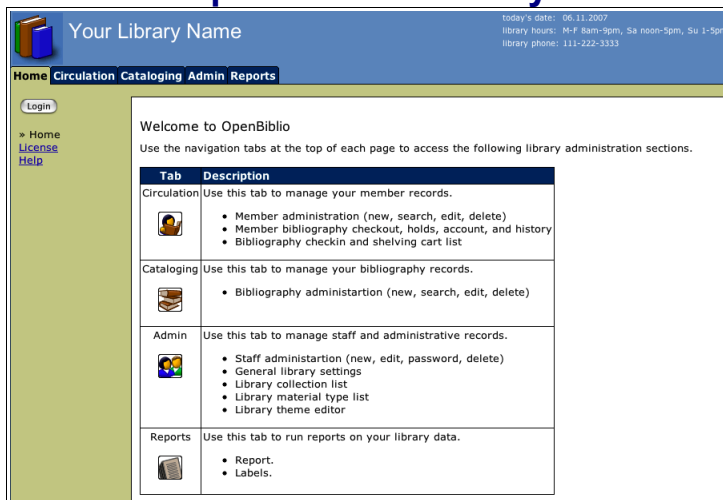 today's date: 06.11.2007
Your Library Name
library hours: M-F 8am-9pm, Sa noon-5pm, Su 1-5pm
library phone: 111-222-3333
Home Circulation Cataloging Admin Reports
Login
» Home
License
Help
Welcome to OpenBiblio
Use the navigation tabs at the top of each page to access the following library administration sections.
Tab Description
Circulation Use this tab to manage your member records.
• Member administration (new, search, edit, delete)
• Member bibliography checkout, holds, account, and history
• Bibliography checkin and shelving cart list
Cataloging Use this tab to manage your bibliography records.
• Bibliography administartion (new, search, edit, delete)
Admin Use this tab to manage staff and administrative records.
• Staff administartion (new, edit, password, delete)
• General library settings
• Library collection list
• Library material type list
• Library theme editor
Reports Use this tab to run reports on your library data.
• Report.
• Labels.